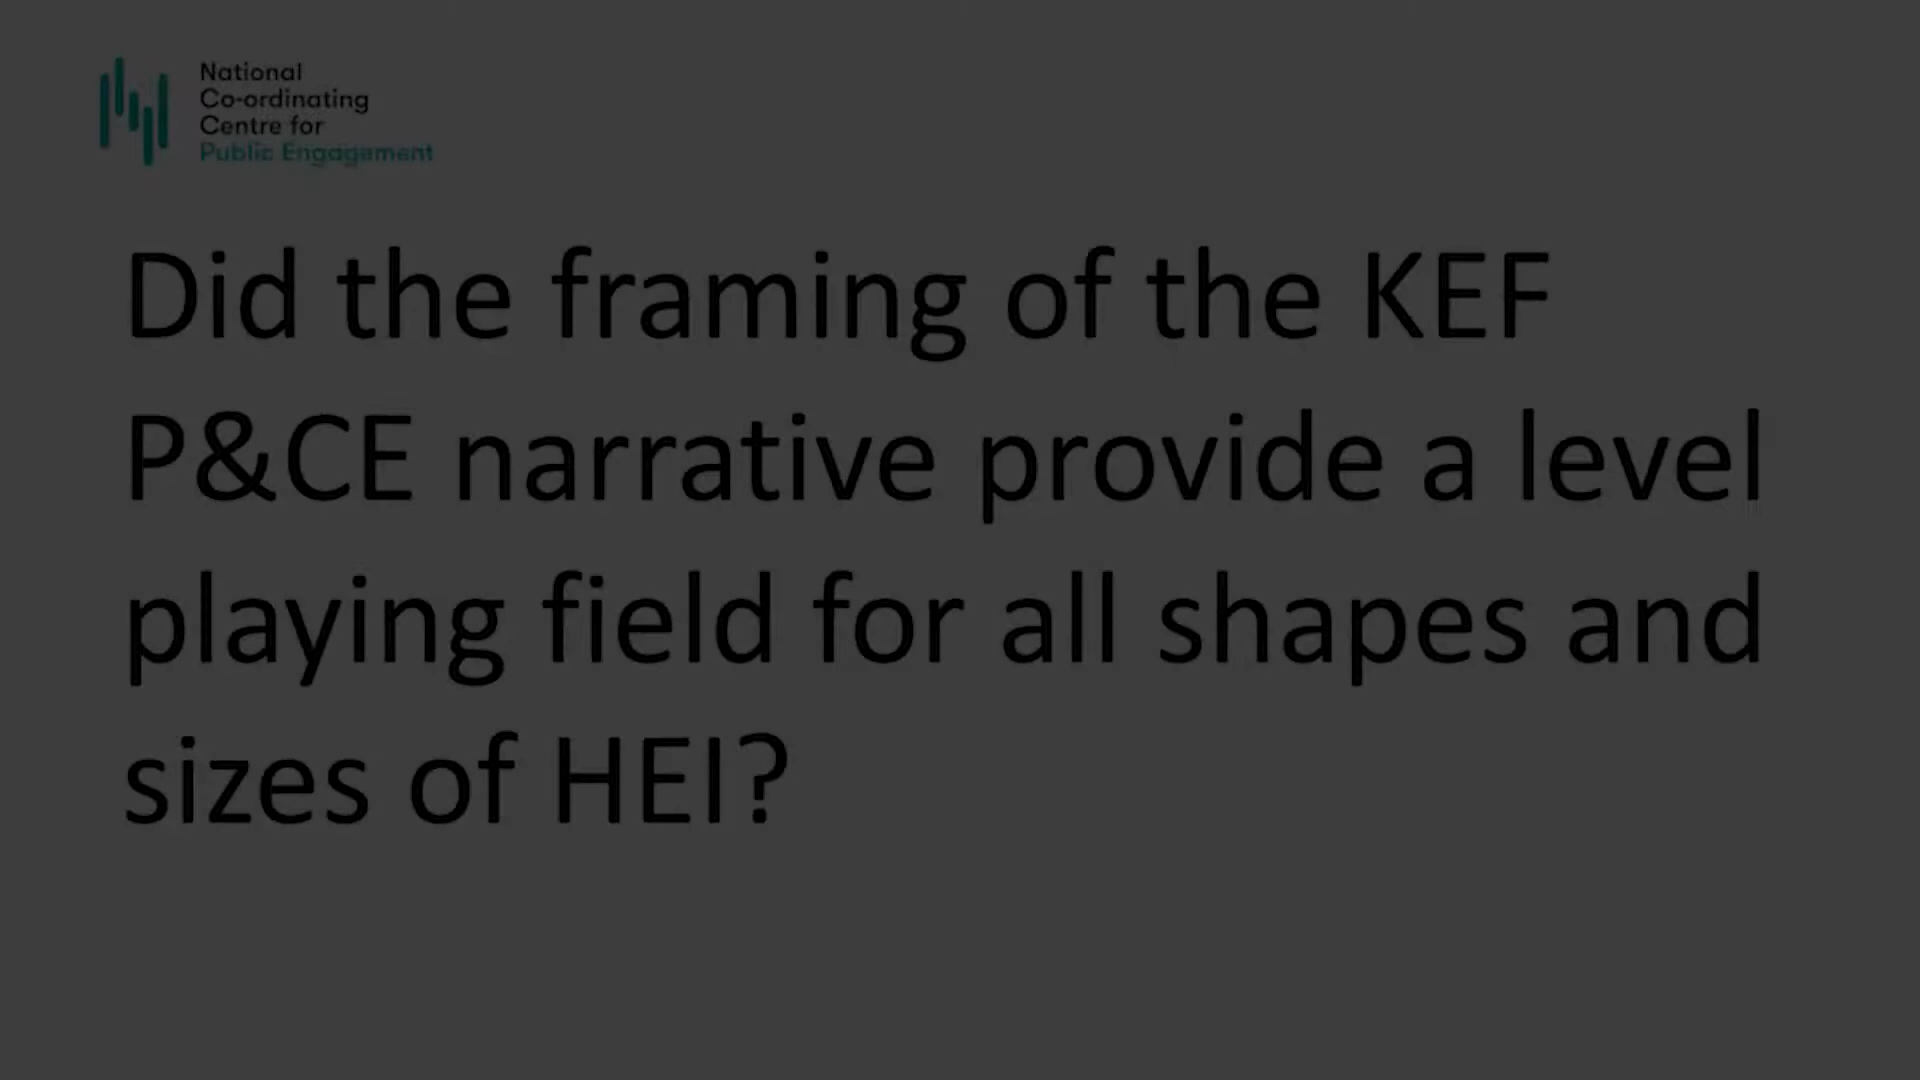 National
Co-ordinating
Centre for
Public Engagement
Did the framing of the KEF
P&CE narrative provide a level
playing field for all shapes and
sizes of HEI?